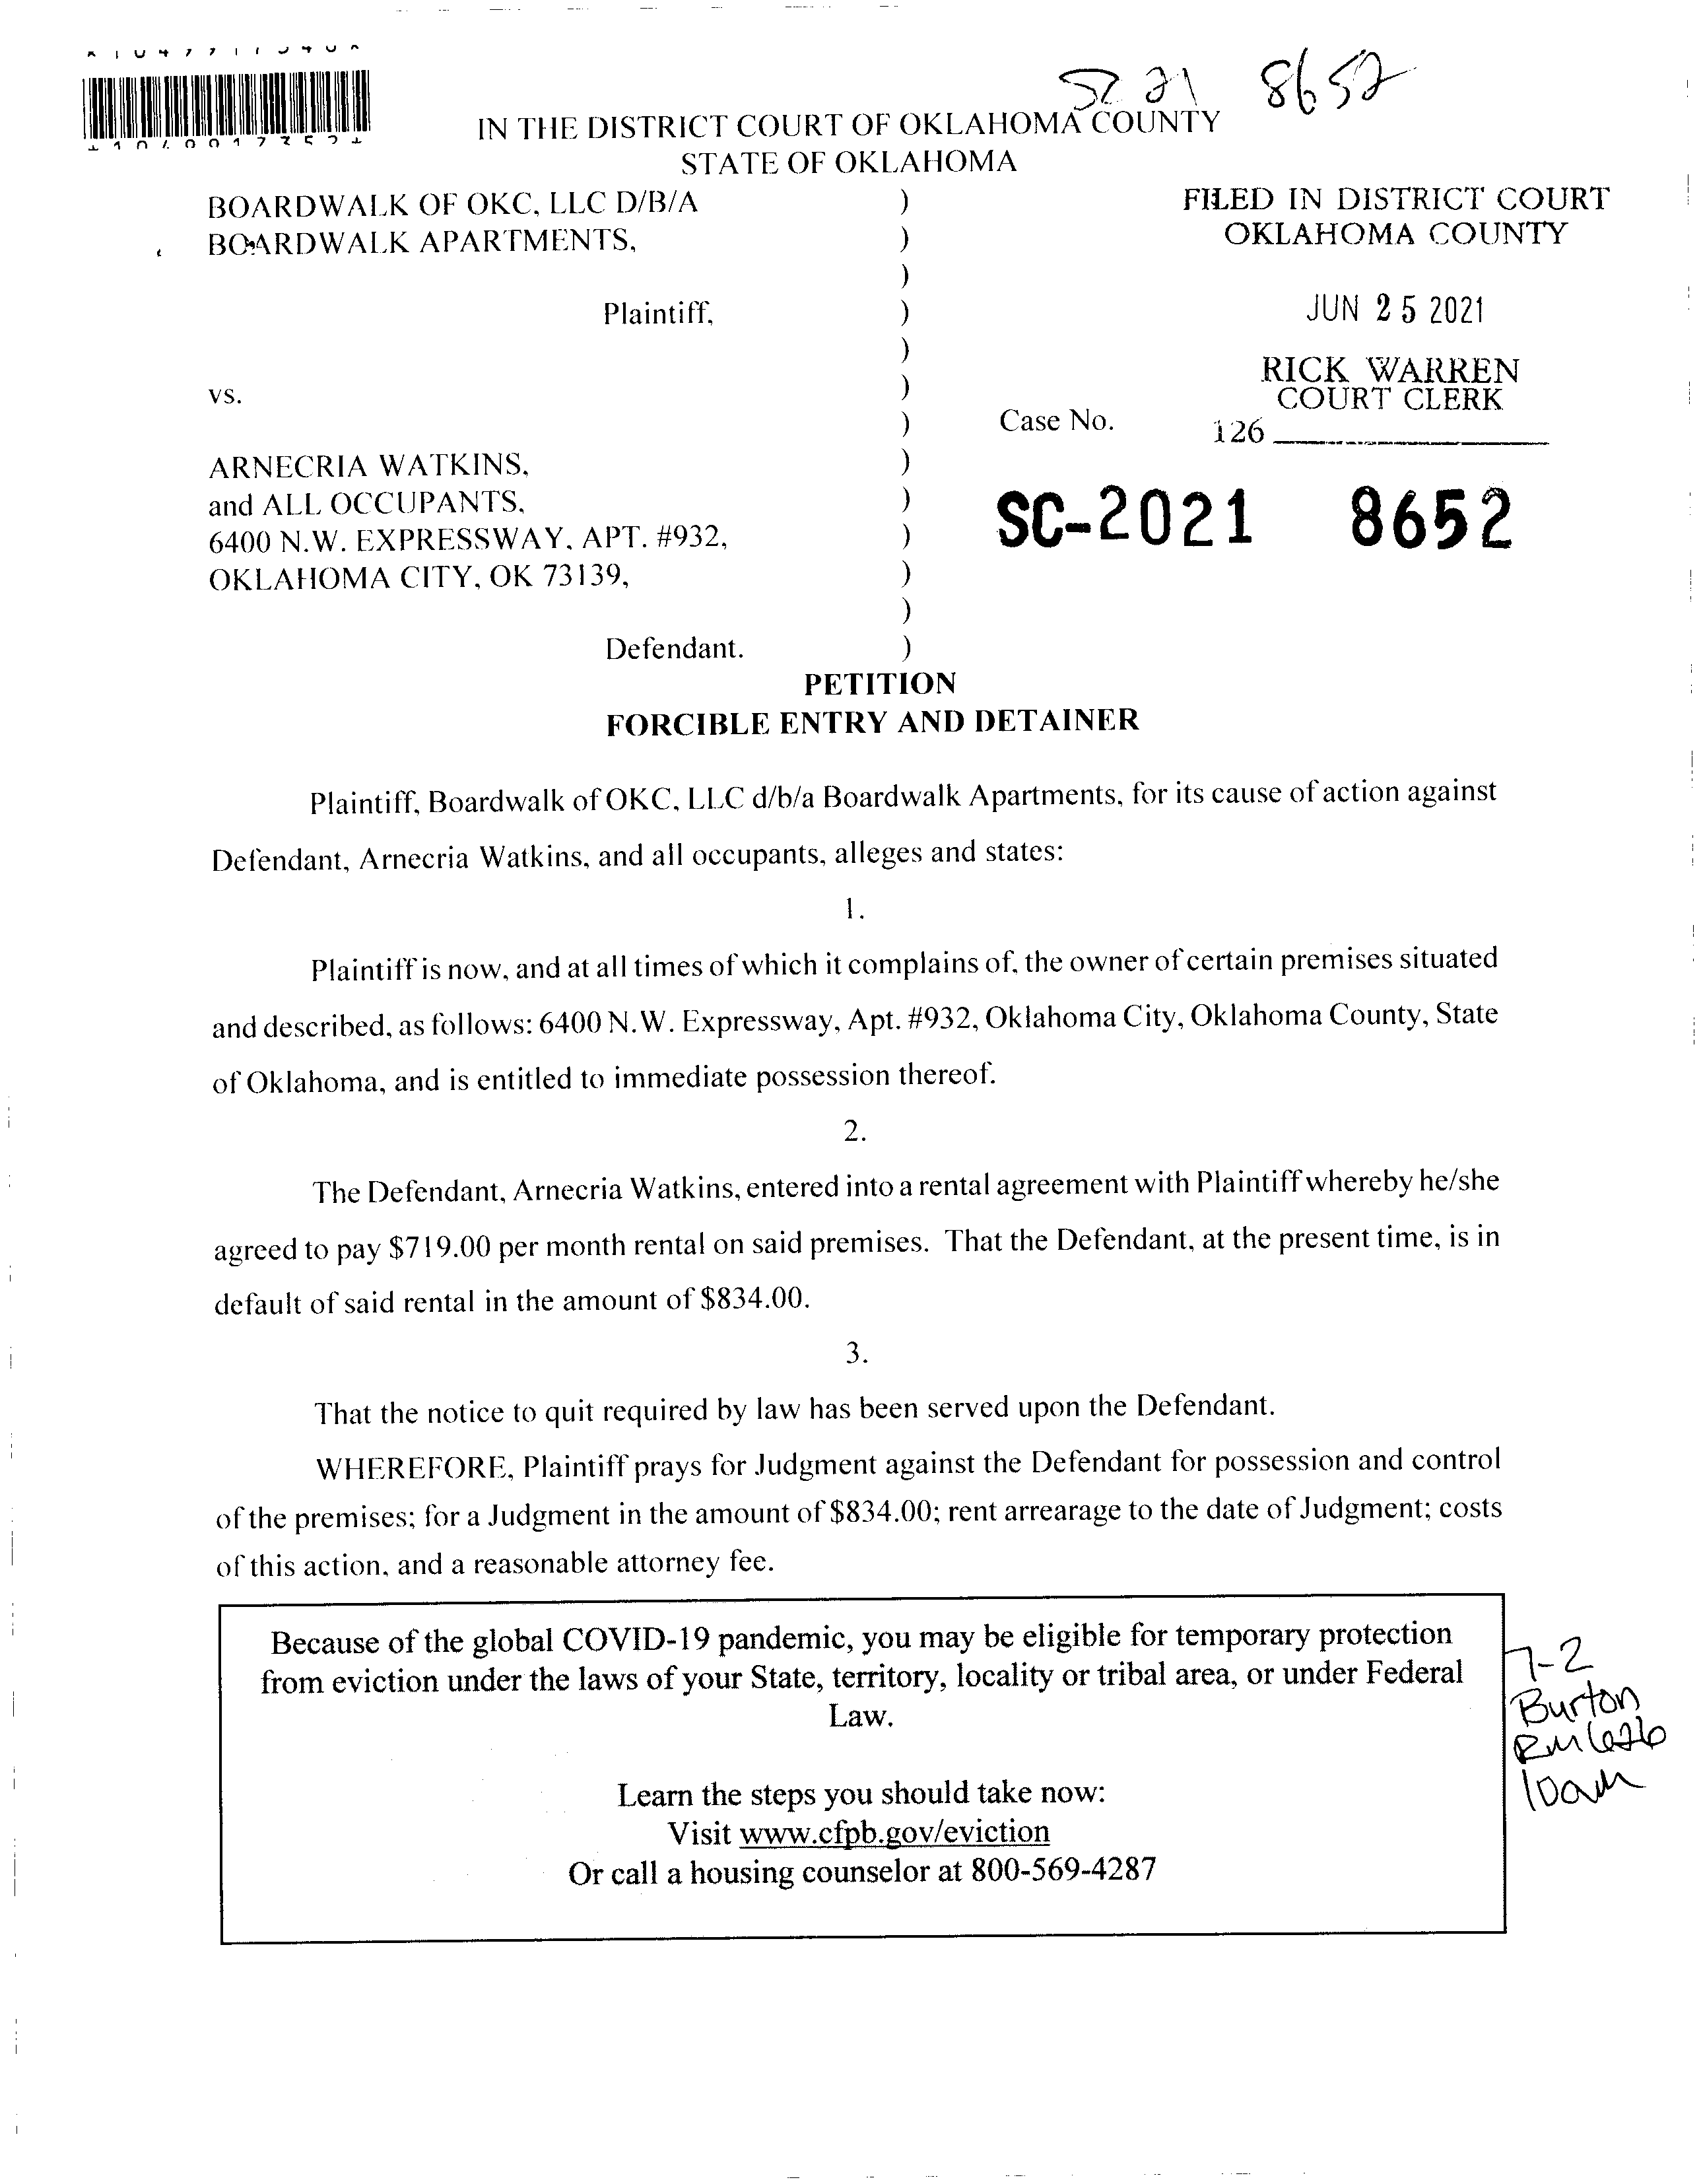 SC 21 8652
IN THE DISTRICT COURT OF OKLAHOMA COUNTY
STATE OF OKLAHOMA
BOARDWALK OF OKC, LLC D/B/A
BOARDWALK APARTMENTS,
Plaintiff,
vs.
ARNECRIA WATKINS,
and ALL OCCUPANTS,
6400 N.W. EXPRESSWAY, APT. #932,
OKLAHOMA CITY, OK 73139,
Defendant.
)
)
)
)
)
)
)
)
)
)
)
)
)
FILED IN DISTRICT COURT
OKLAHOMA COUNTY
JUN 25 2021
RICK WARREN
COURT CLERK
126
Case No.
SC-2021 8652
PETITION
FORCIBLE ENTRY AND DETAINER
Plaintiff, Boardwalk of OKC, LLC d/b/a Boardwalk Apartments, for its cause of action against
Defendant, Arnecria Watkins, and all occupants, alleges and states:
1.
Plaintiff is now, and at all times of which it complains of, the owner of certain premises situated
and described, as follows: 6400 N.W. Expressway, Apt. #932, Oklahoma City, Oklahoma County, State
of Oklahoma, and is entitled to immediate possession thereof.
2.
The Defendant, Arnecria Watkins, entered into a rental agreement with Plaintiff whereby he/she
agreed to pay $719.00 per month rental on said premises. That the Defendant, at the present time, is in
default of said rental in the amount of $834.00.
3.
That the notice to quit required by law has been served upon the Defendant.
WHEREFORE, Plaintiff prays for Judgment against the Defendant for possession and control
of the premises; for a Judgment in the amount of $834.00; rent arrearage to the date of Judgment; costs
of this action, and a reasonable attorney fee.
Because of the global COVID-19 pandemic, you may be eligible for temporary protection
from eviction under the laws of your State, territory, locality or tribal area, or under Federal
Law.
Learn the steps you should take now:
Visit www.cfpb.gov/eviction
Or call a housing counselor at 800-569-4287
7-2
Burton
Rm 626
10am